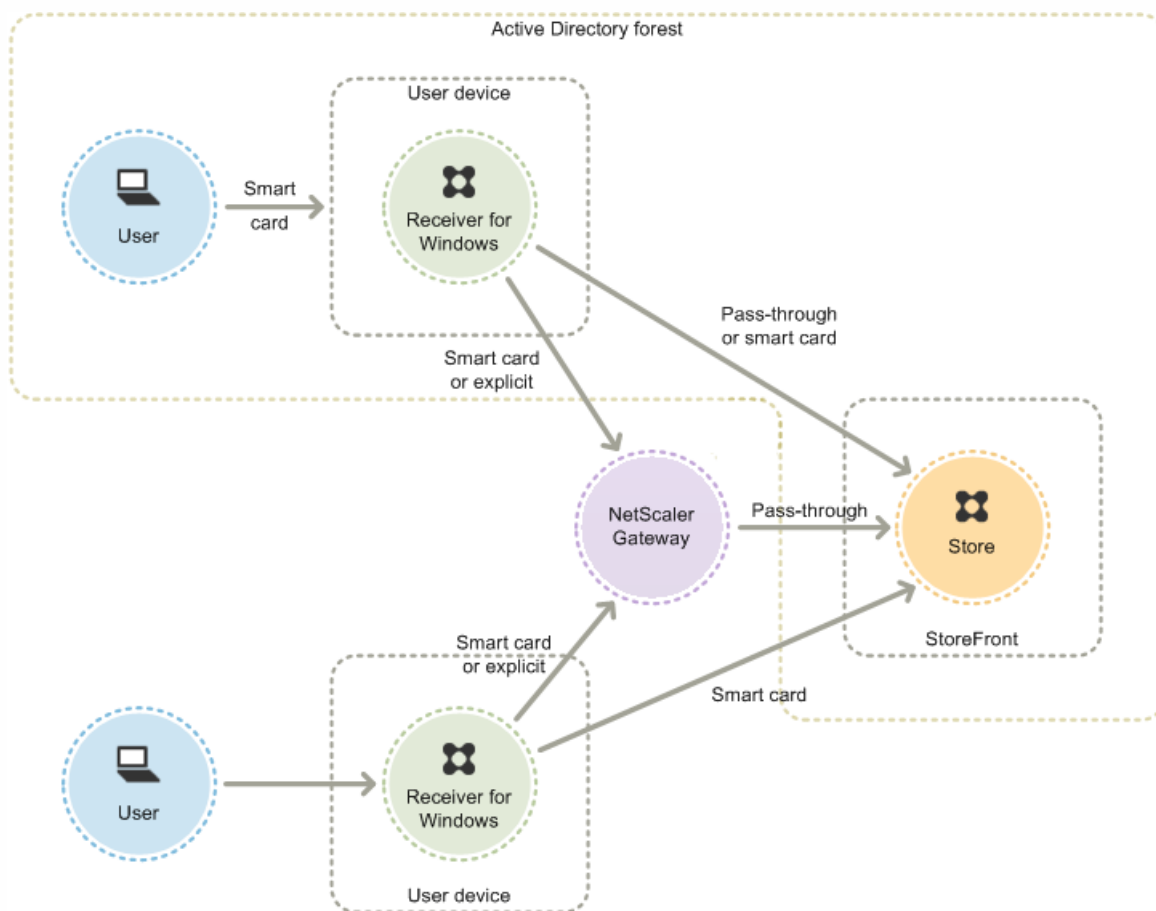 Active Directory forest
User device
Smart
card
User
Receiver for
Windows
Pass-through
or smart card
Smart card
or explicit
NetScaler
Gateway
Pass-through
Store
StoreFront
Smart card
or explicit
Smart card
User
Receiver for
Windows
User device